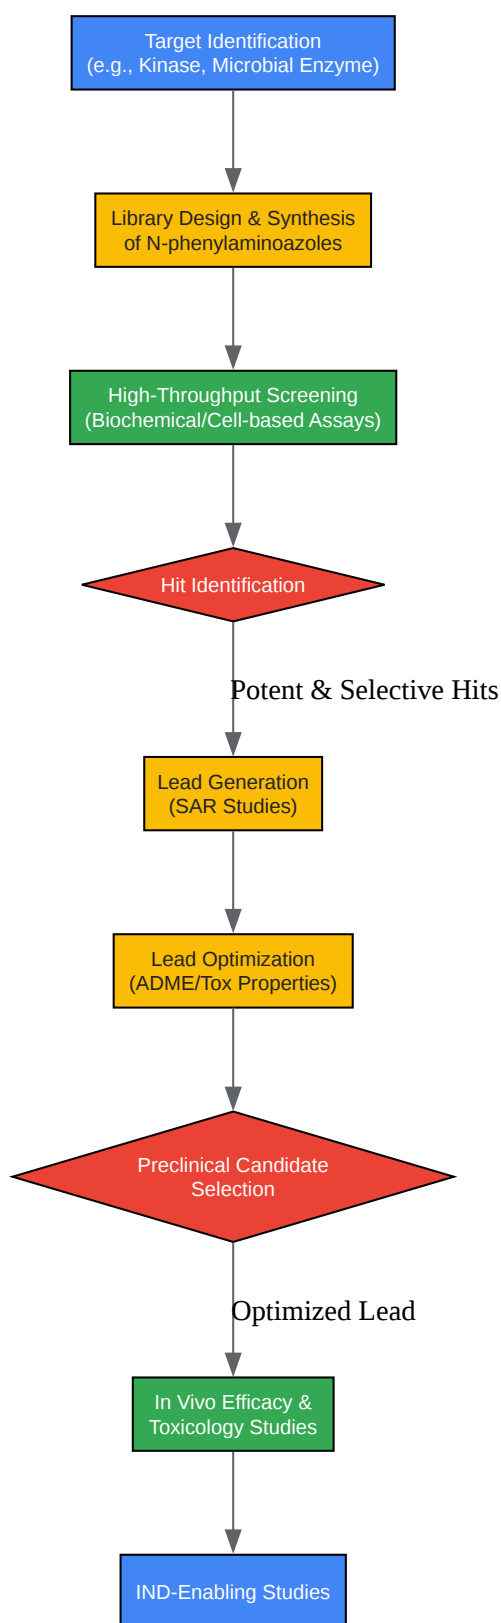 Target Identification
(e.g., Kinase, Microbial Enzyme)
Library Design & Synthesis
of N-phenylaminoazoles
High-Throughput Screening
(Biochemical/Cell-based Assays)
Hit Identification
Potent & Selective Hits
Lead Generation
(SAR Studies)
Lead Optimization
(ADME/Tox Properties)
Preclinical Candidate
Selection
Optimized Lead
In Vivo Efficacy &
Toxicology Studies
IND-Enabling Studies